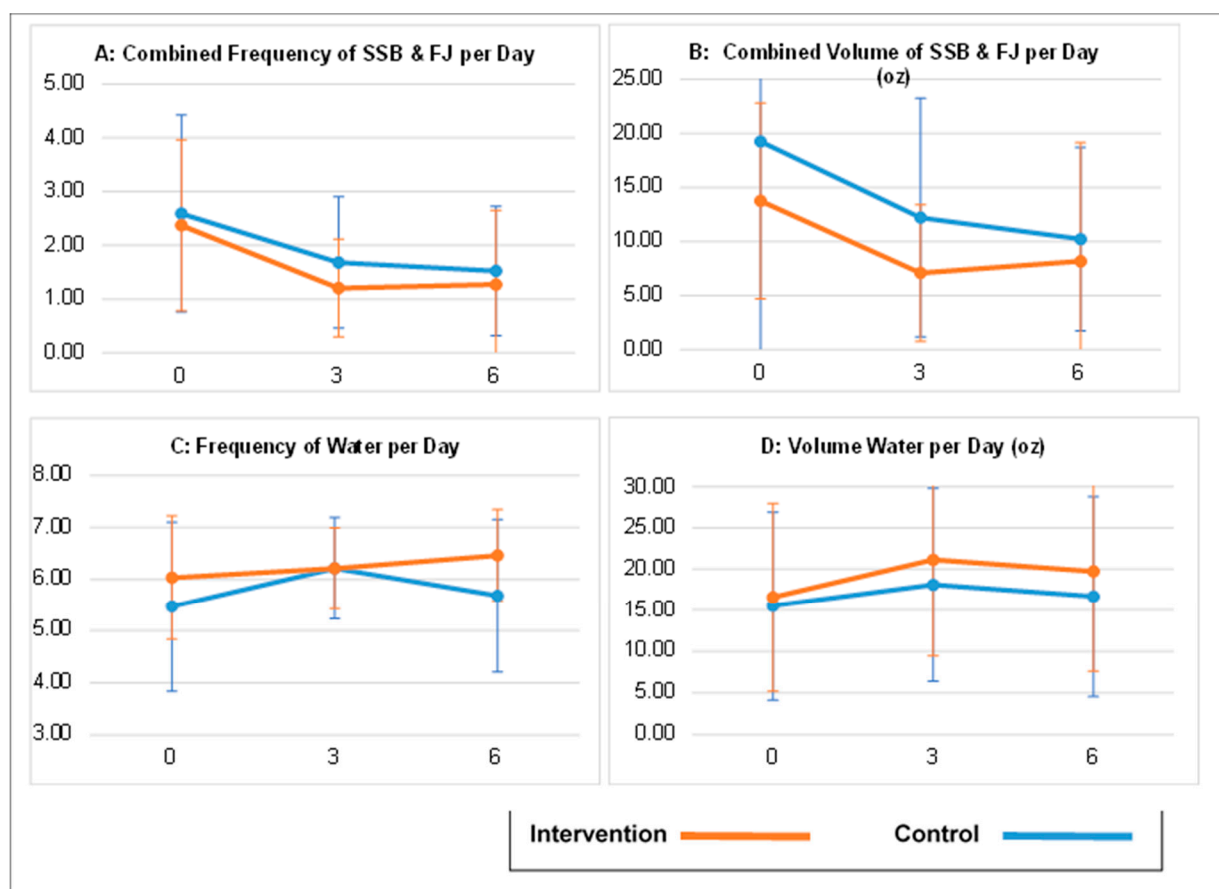 A: Combined Frequency of SSB & FJ per Day
5.00
4.00
3.00
2.00
1.00
0.00
0 3 6
B: Combined Volume of SSB & FJ per Day
(oz)
25.00
20.00
15.00
10.00
5.00
0.00
0 3 6
C: Frequency of Water per Day
8.00
7.00
6.00
5.00
4.00
3.00
0 3 6
D: Volume Water per Day (oz)
30.00
25.00
20.00
15.00
10.00
5.00
0.00
0 3 6
Intervention Control